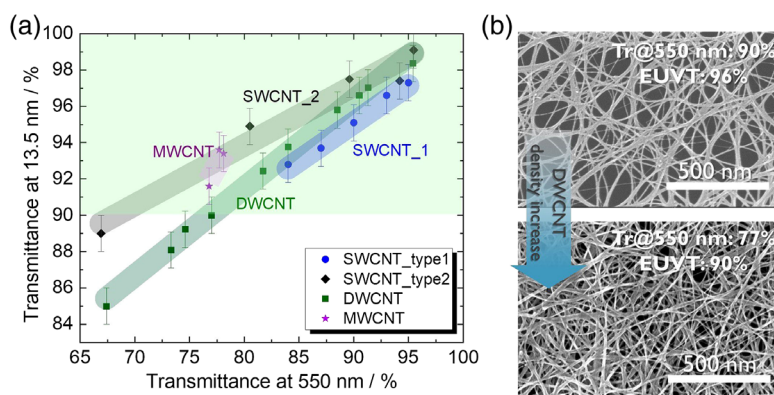 (a)
100
98
96
94
92
90
88
86
84
Transmittance at 13.5 nm / %
65
70
75
80
85
90
95
100
Transmittance at 550 nm / %
SWCNT_2
MWCNT
SWCNT_1
DWCNT
SWCNT_type1
SWCNT_type2
DWCNT
MWCNT
(b)
Tr@550 nm: 90%
EUVT: 96%
500 nm
DWCNT
density increase
Tr@550 nm: 77%
EUVT: 90%
500 nm